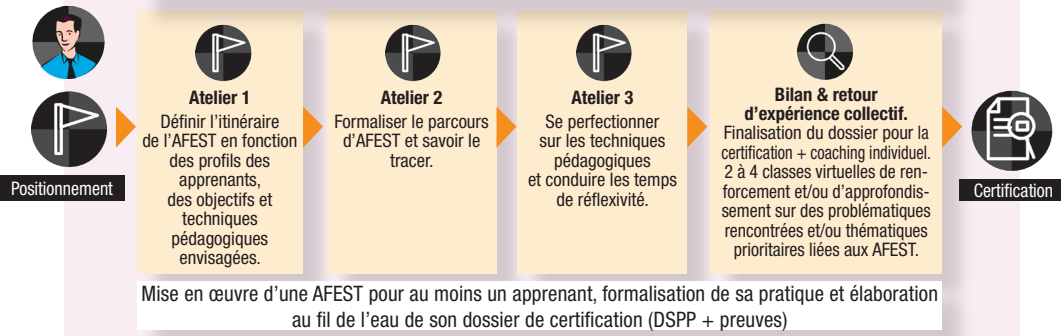 Positionnement
Atelier 1
Définir l'itinéraire
de l'AFEST en fonction
des profils des
apprenants,
des objectifs et
techniques
pédagogiques
envisagées.
Atelier 2
Formaliser le parcours
d'AFEST et savoir le
tracer.
Atelier 3
Se perfectionner
sur les techniques
pédagogiques
et conduire les temps
de réflexivité.
Bilan & retour
d'expérience collectif.
Finalisation du dossier pour la
certification + coaching individuel.
2 à 4 classes virtuelles de ren-
forcement et/ou d'approfondis-
sement sur des problématiques
rencontrées et/ou thématiques
prioritaires liées aux AFEST.
Certification
Mise en œuvre d'une AFEST pour au moins un apprenant, formalisation de sa pratique et élaboration
au fil de l'eau de son dossier de certification (DSPP + preuves)